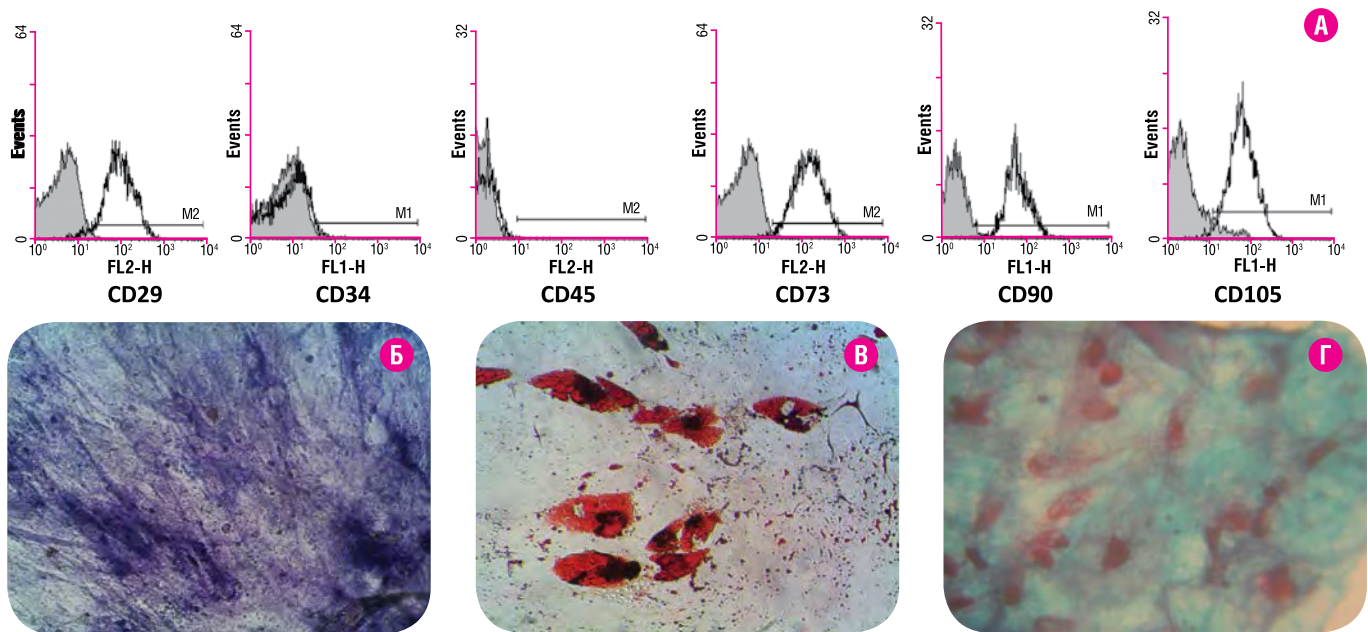 А
64 Events 0 10⁰ 10¹ 10² 10³ 10⁴ M2 FL2-H
CD29
64 Events 0 10⁰ 10¹ 10² 10³ 10⁴ M1 FL1-H
CD34
32 Events 0 10⁰ 10¹ 10² 10³ 10⁴ M2 FL2-H
CD45
64 Events 0 10⁰ 10¹ 10² 10³ 10⁴ M2 FL2-H
CD73
32 Events 0 10⁰ 10¹ 10² 10³ 10⁴ M1 FL1-H
CD90
32 Events 0 10⁰ 10¹ 10² 10³ 10⁴ M1 FL1-H
CD105
Б
В
Г